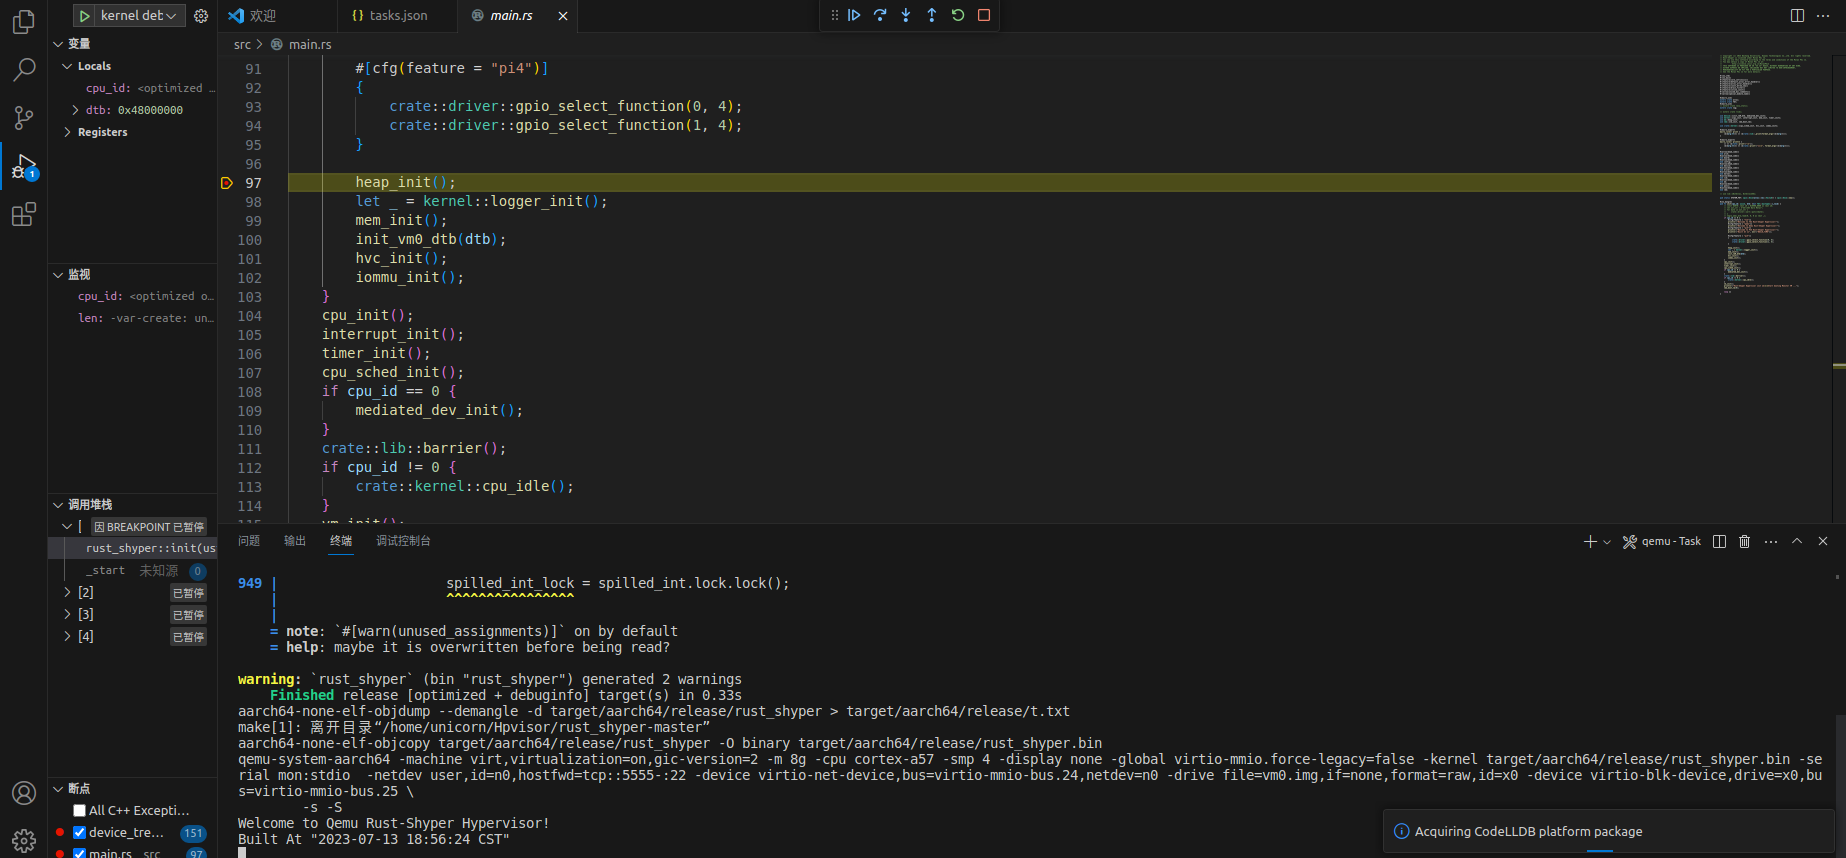 kernel deb
欢迎
tasks.json
main.rs
src > main.rs
变量
Locals
cpu_id: <optimized …
dtb: 0x48000000
Registers
监视
cpu_id: <optimized o…
len: -var-create: un…
调用堆栈
[ 因 BREAKPOINT 已暂停
rust_shyper::init(us
_start 未知源 0
[2] 已暂停
[3] 已暂停
[4] 已暂停
断点
All C++ Excepti…
device_tre… 151
main.rs src 97
1
91 #[cfg(feature = "pi4")]
92 {
93 crate::driver::gpio_select_function(0, 4);
94 crate::driver::gpio_select_function(1, 4);
95 }
96
97 heap_init();
98 let _ = kernel::logger_init();
99 mem_init();
100 init_vm0_dtb(dtb);
101 hvc_init();
102 iommu_init();
103 }
104 cpu_init();
105 interrupt_init();
106 timer_init();
107 cpu_sched_init();
108 if cpu_id == 0 {
109 mediated_dev_init();
110 }
111 crate::lib::barrier();
112 if cpu_id != 0 {
113 crate::kernel::cpu_idle();
114 }
115 vm_init();
问题 输出 终端 调试控制台
qemu - Task
949 | spilled_int_lock = spilled_int.lock.lock();
| ^^^^^^^^^^^^^^^^
|
= note: `#[warn(unused_assignments)]` on by default
= help: maybe it is overwritten before being read?
warning: `rust_shyper` (bin "rust_shyper") generated 2 warnings
Finished release [optimized + debuginfo] target(s) in 0.33s
aarch64-none-elf-objdump --demangle -d target/aarch64/release/rust_shyper > target/aarch64/release/t.txt
make[1]: 离开目录“/home/unicorn/Hpvisor/rust_shyper-master”
aarch64-none-elf-objcopy target/aarch64/release/rust_shyper -O binary target/aarch64/release/rust_shyper.bin
qemu-system-aarch64 -machine virt,virtualization=on,gic-version=2 -m 8g -cpu cortex-a57 -smp 4 -display none -global virtio-mmio.force-legacy=false -kernel target/aarch64/release/rust_shyper.bin -se
rial mon:stdio -netdev user,id=n0,hostfwd=tcp::5555-:22 -device virtio-net-device,bus=virtio-mmio-bus.24,netdev=n0 -drive file=vm0.img,if=none,format=raw,id=x0 -device virtio-blk-device,drive=x0,bu
s=virtio-mmio-bus.25 \
-s -S
Welcome to Qemu Rust-Shyper Hypervisor!
Built At "2023-07-13 18:56:24 CST"
Acquiring CodeLLDB platform package